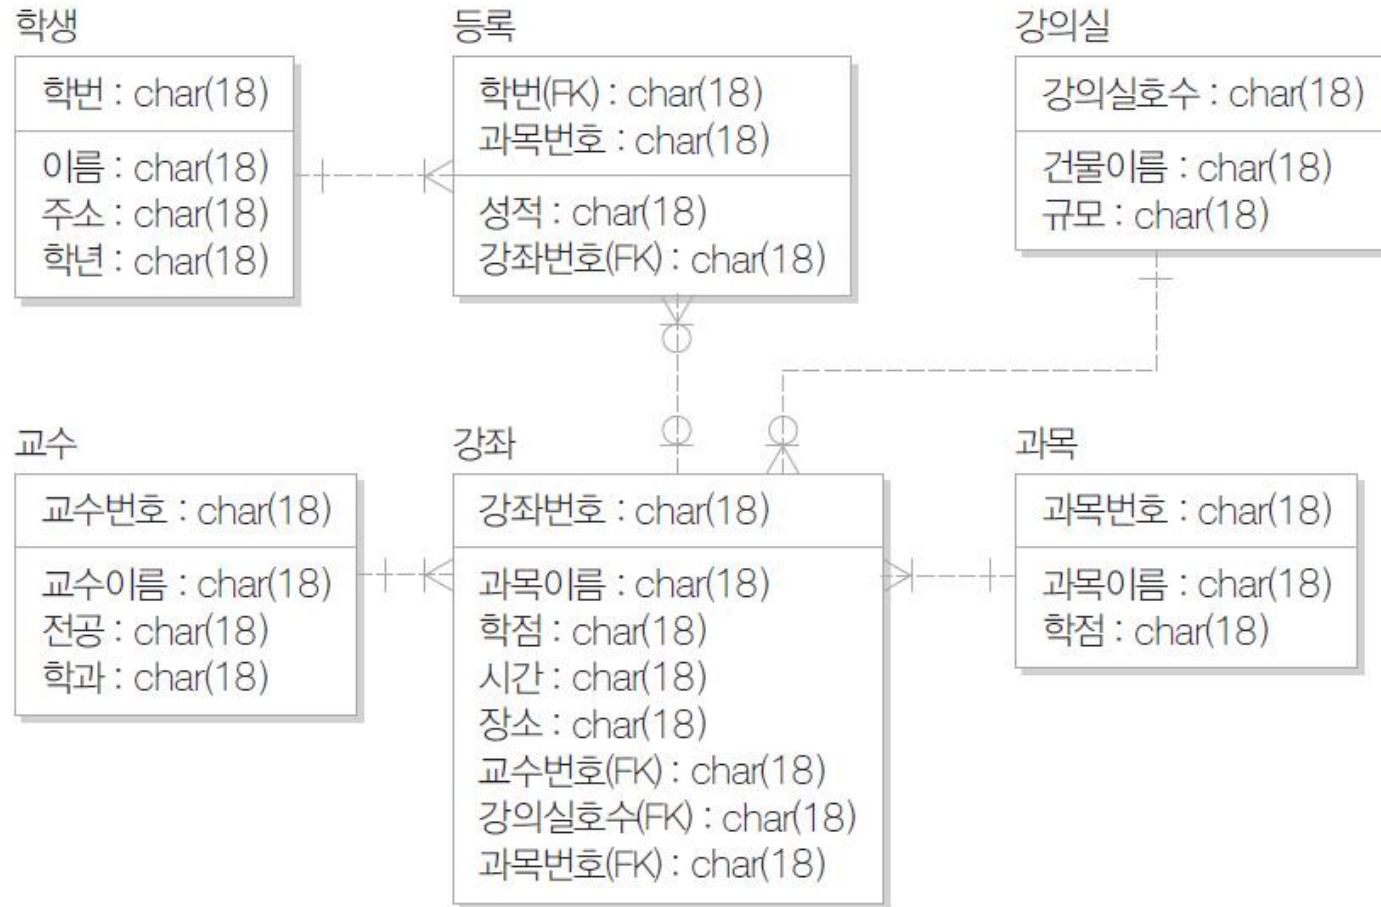 학생
학번 : char(18)
이름 : char(18)
주소 : char(18)
학년 : char(18)
등록
학번(FK) : char(18)
과목번호 : char(18)
성적 : char(18)
강좌번호(FK) : char(18)
강의실
강의실호수 : char(18)
건물이름 : char(18)
규모 : char(18)
교수
교수번호 : char(18)
교수이름 : char(18)
전공 : char(18)
학과 : char(18)
강좌
강좌번호 : char(18)
과목이름 : char(18)
학점 : char(18)
시간 : char(18)
장소 : char(18)
교수번호(FK) : char(18)
강의실호수(FK) : char(18)
과목번호(FK) : char(18)
과목
과목번호 : char(18)
과목이름 : char(18)
학점 : char(18)